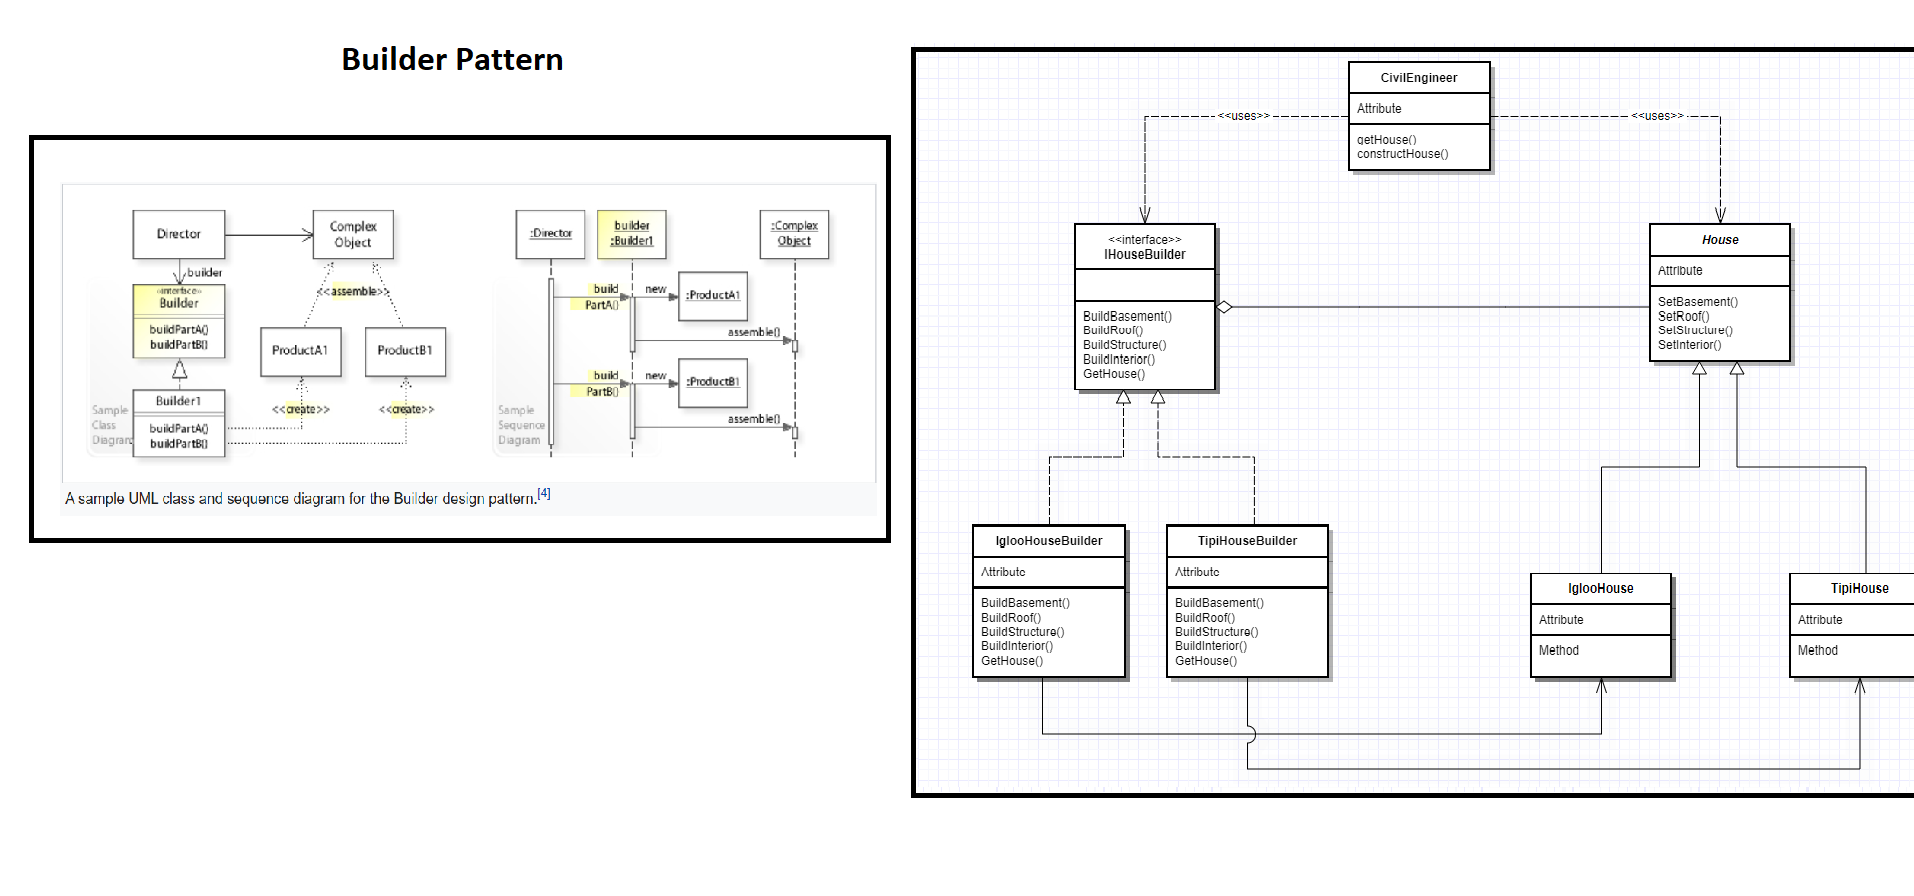 Builder Pattern
Director
Complex
Object
builder
«interface»
Builder
buildPartA()
buildPartB()
<<assemble>>
ProductA1
ProductB1
Builder1
buildPartA()
buildPartB()
<<create>>
<<create>>
Sample
Class
Diagram
:Director
builder
:Builder1
:Complex
Object
build
PartA()
new
:ProductA1
assemble()
build
PartB()
new
:ProductB1
assemble()
Sample
Sequence
Diagram
A sample UML class and sequence diagram for the Builder design pattern.[4]
CivilEngineer
Attribute
getHouse()
constructHouse()
<<uses>>
<<uses>>
<<interface>>
IHouseBuilder
BuildBasement()
BuildRoof()
BuildStructure()
BuildInterior()
GetHouse()
House
Attribute
SetBasement()
SetRoof()
SetStructure()
SetInterior()
IglooHouseBuilder
Attribute
BuildBasement()
BuildRoof()
BuildStructure()
BuildInterior()
GetHouse()
TipiHouseBuilder
Attribute
BuildBasement()
BuildRoof()
BuildStructure()
BuildInterior()
GetHouse()
IglooHouse
Attribute
Method
TipiHouse
Attribute
Method